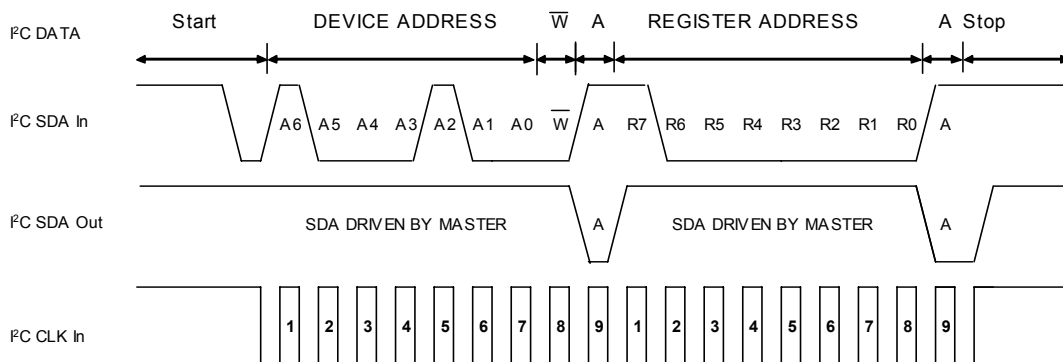 I²C DATA Start DEVICE ADDRESS W̅ A REGISTER ADDRESS A Stop
I²C SDA In A6 A5 A4 A3 A2 A1 A0 W̅ A R7 R6 R5 R4 R3 R2 R1 R0 A
I²C SDA Out SDA DRIVEN BY MASTER A SDA DRIVEN BY MASTER A
I²C CLK In 1 2 3 4 5 6 7 8 9 1 2 3 4 5 6 7 8 9